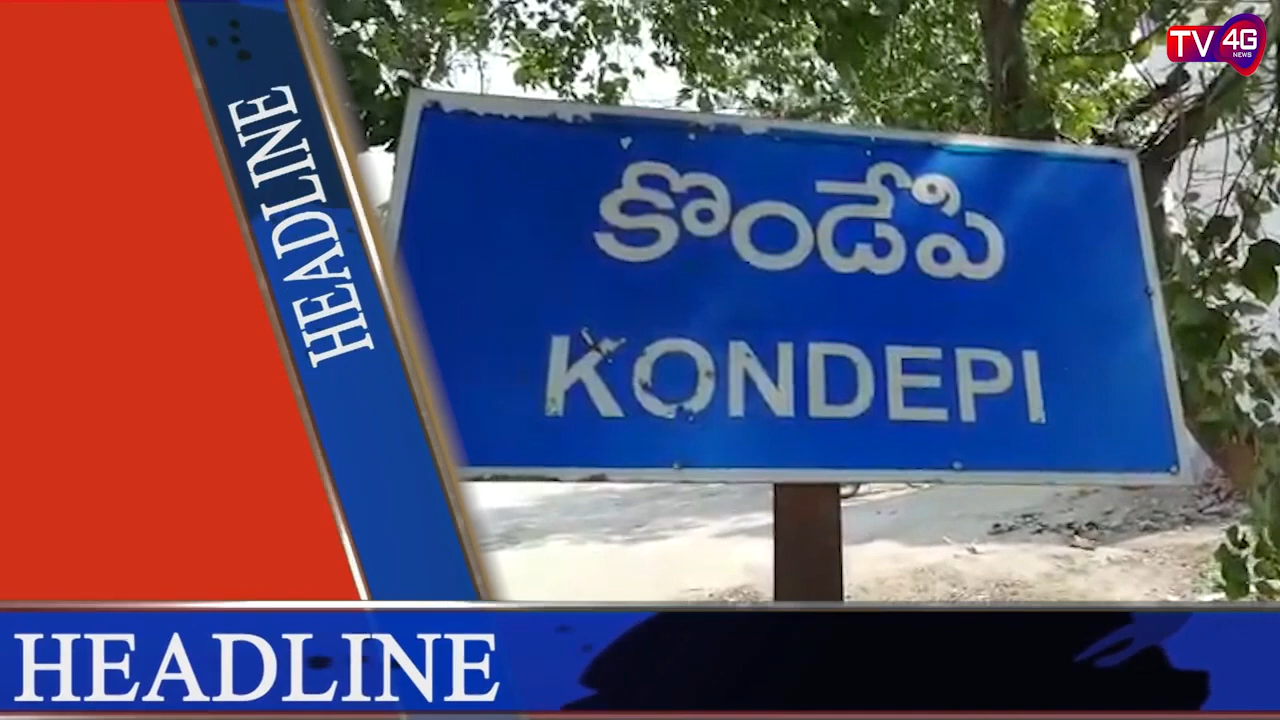 TV 4G
NEWS
HEADLINE
కొండేపి
KONDEPI
HEADLINE